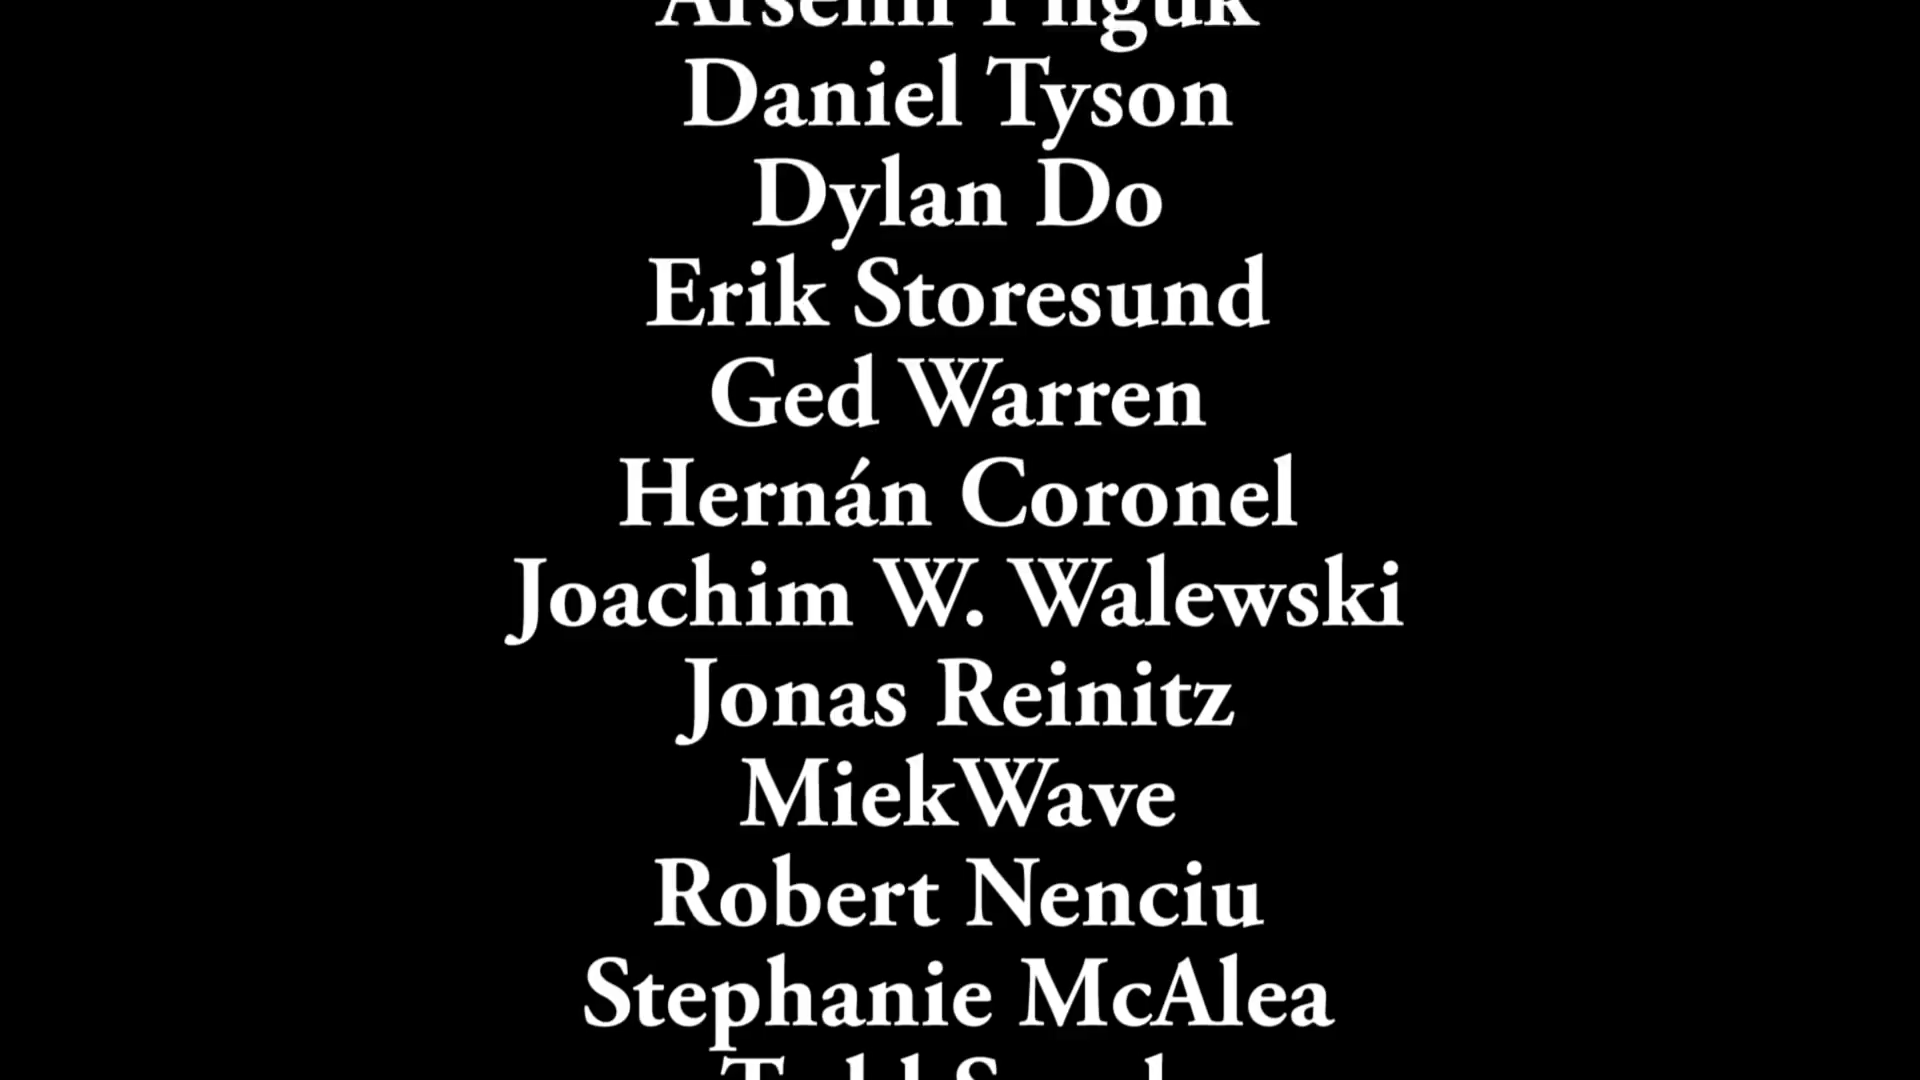 Daniel Tyson
Dylan Do
Erik Storesund
Ged Warren
Hernán Coronel
Joachim W. Walewski
Jonas Reinitz
MiekWave
Robert Nenciu
Stephanie McAlea